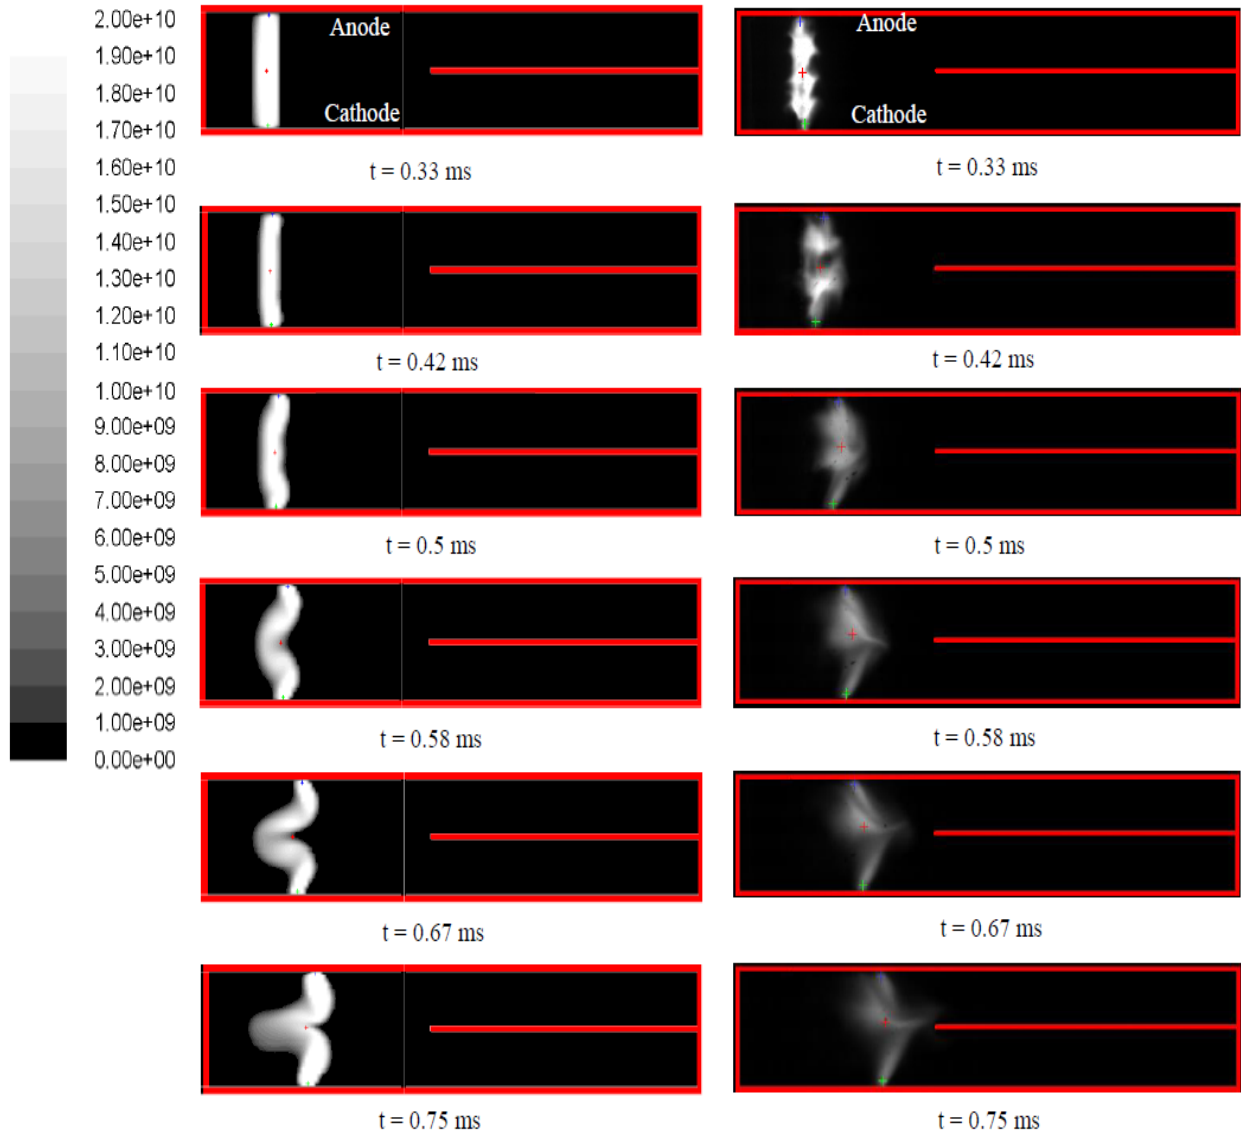 2.00e+10
1.90e+10
1.80e+10
1.70e+10
1.60e+10
1.50e+10
1.40e+10
1.30e+10
1.20e+10
1.10e+10
1.00e+10
9.00e+09
8.00e+09
7.00e+09
6.00e+09
5.00e+09
4.00e+09
3.00e+09
2.00e+09
1.00e+09
0.00e+00
Anode
Cathode
t = 0.33 ms
Anode
Cathode
t = 0.33 ms
t = 0.42 ms
t = 0.42 ms
t = 0.5 ms
t = 0.5 ms
t = 0.58 ms
t = 0.58 ms
t = 0.67 ms
t = 0.67 ms
t = 0.75 ms
t = 0.75 ms